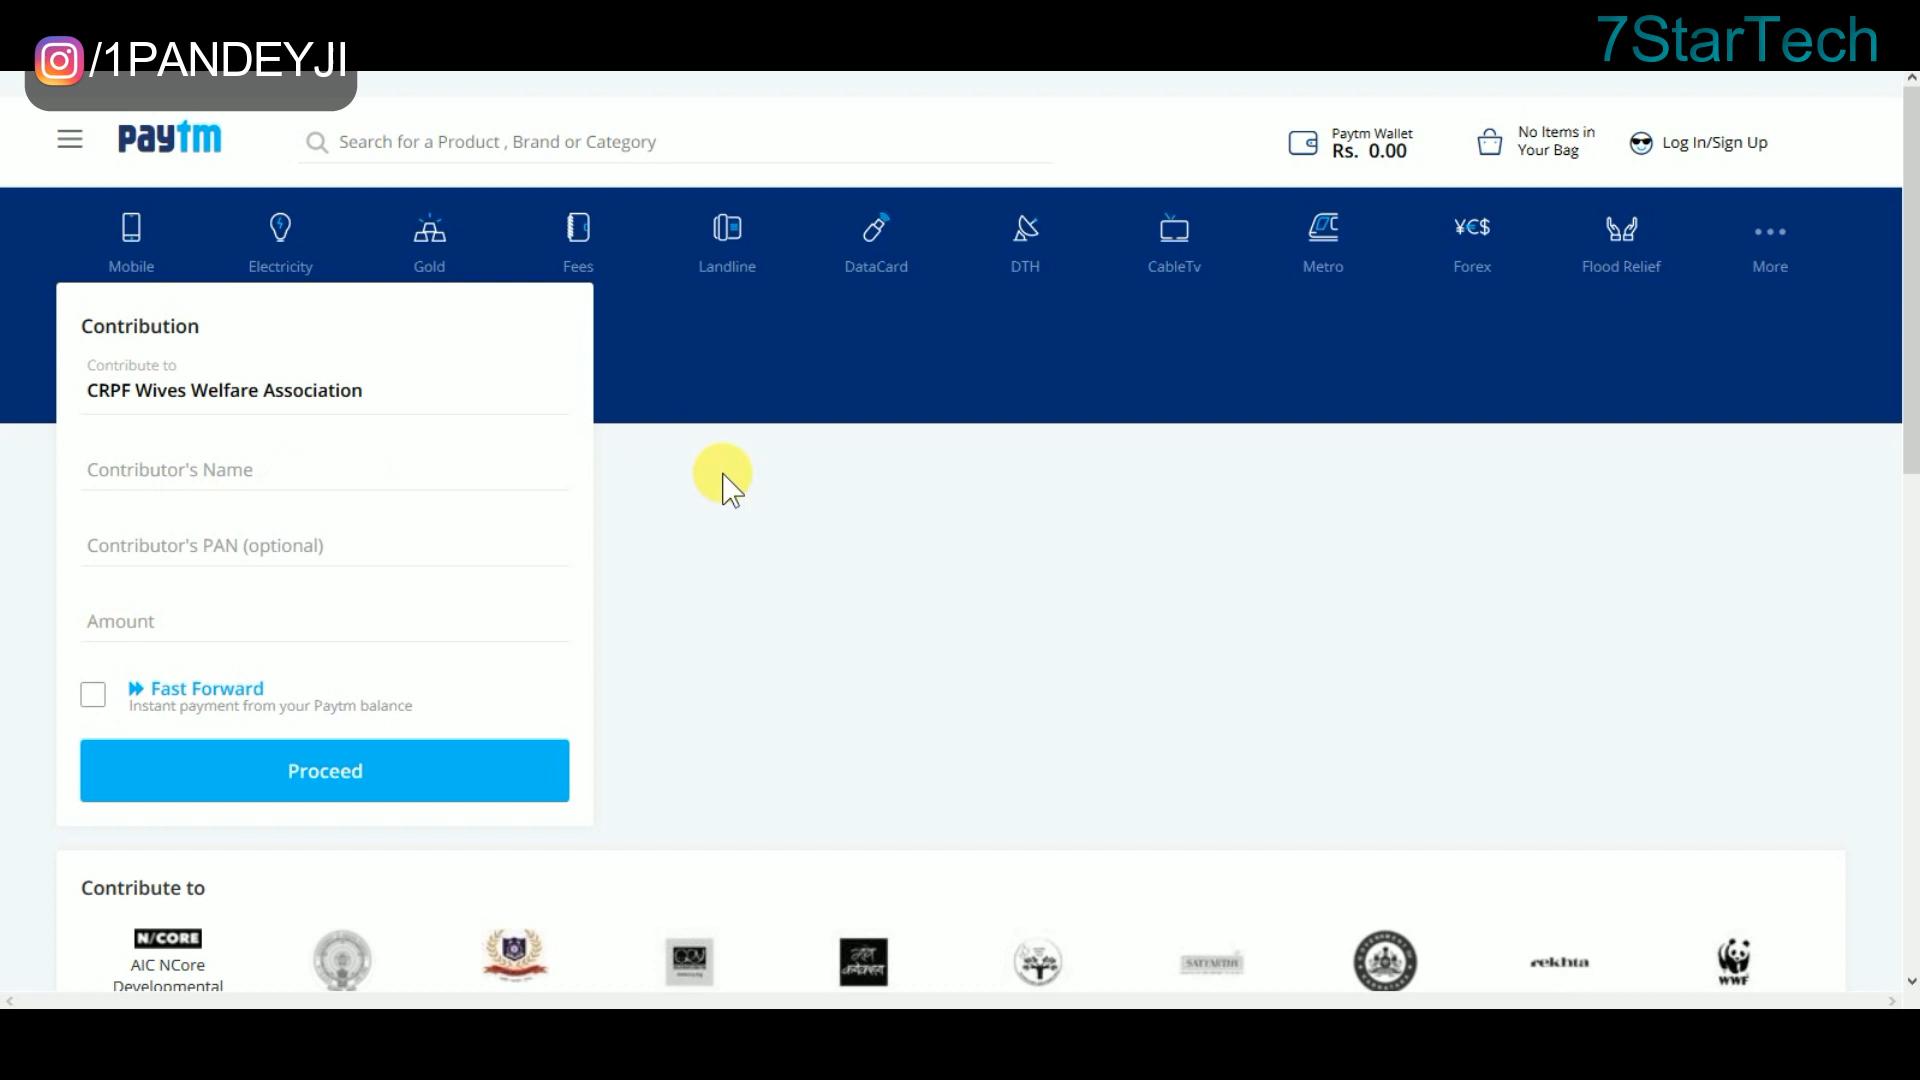 /1PANDEYJI
7StarTech
paytm
Search for a Product , Brand or Category
Paytm Wallet
Rs. 0.00
No Items in
Your Bag
Log In/Sign Up
Mobile
Electricity
Gold
Fees
Landline
DataCard
DTH
CableTv
Metro
¥€$
Forex
Flood Relief
More
Contribution
Contribute to
CRPF Wives Welfare Association
Contributor's Name
Contributor's PAN (optional)
Amount
Fast Forward
Instant payment from your Paytm balance
Proceed
Contribute to
N/CORE
AIC NCore
Developmental
rekhta
WWF